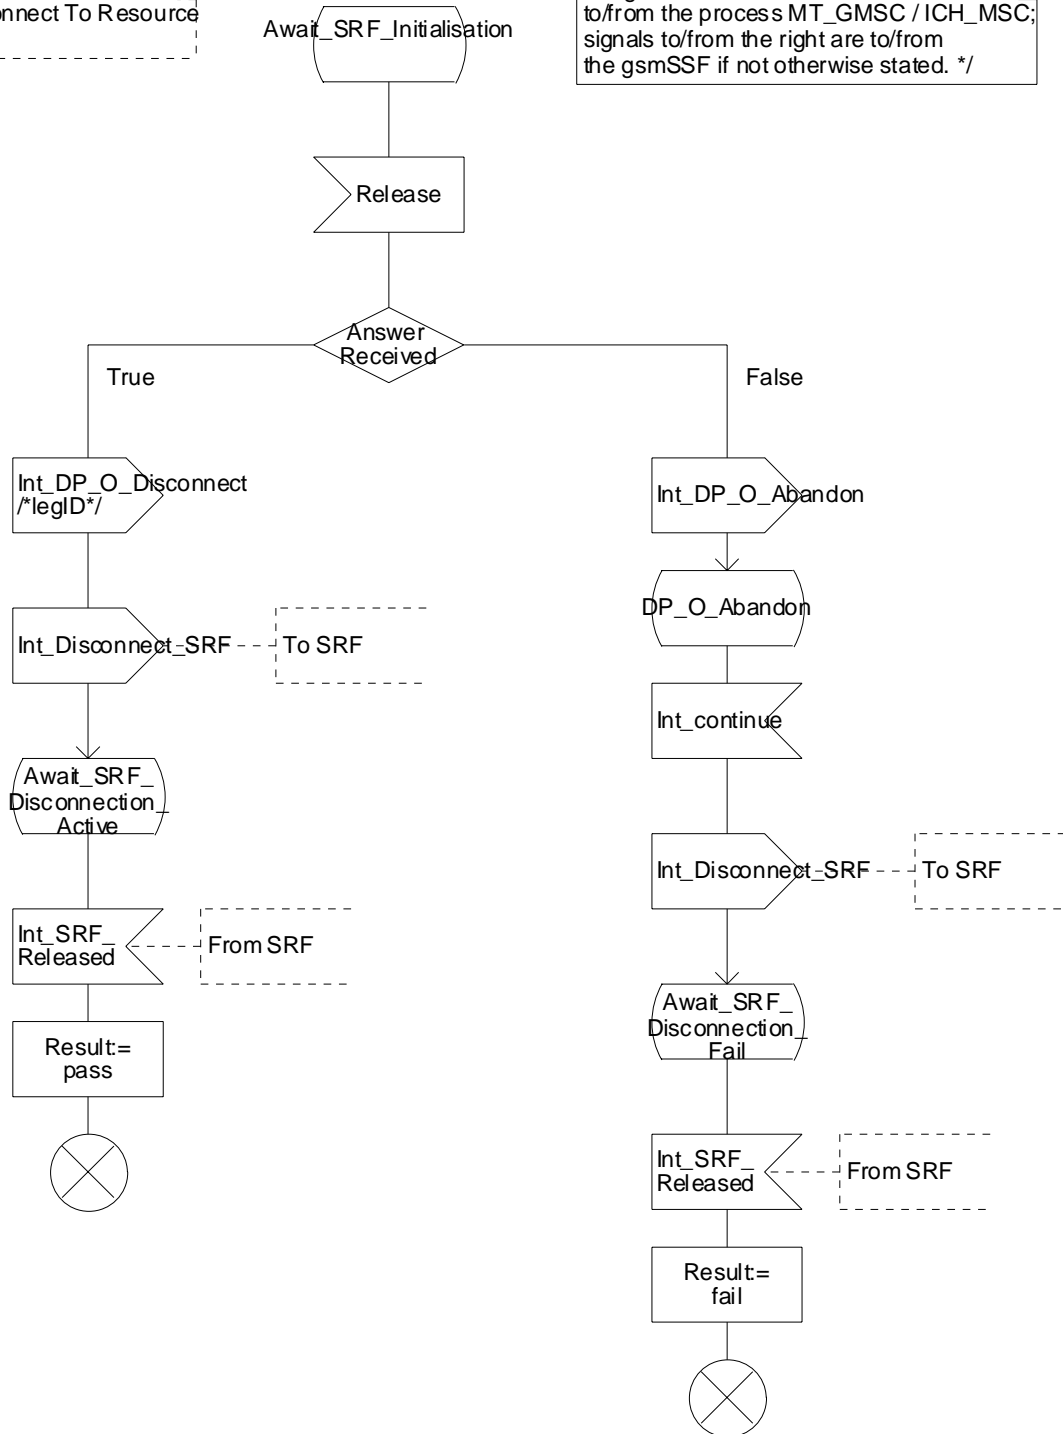 nnect To Resource
to/from the process MT_GMSC / ICH_MSC;
signals to/from the right are to/from
the gsmSSF if not otherwise stated. */
Await_SRF_Initialisation
Release
Answer
Received
True
False
Int_DP_O_Disconnect
/*legID*/
Int_Disconnect_SRF
To SRF
Await_SRF_
Disconnection_
Active
Int_SRF_
Released
From SRF
Result:=
pass
Int_DP_O_Abandon
DP_O_Abandon
Int_continue
Int_Disconnect_SRF
To SRF
Await_SRF_
Disconnection_
Fail
Int_SRF_
Released
From SRF
Result:=
fail